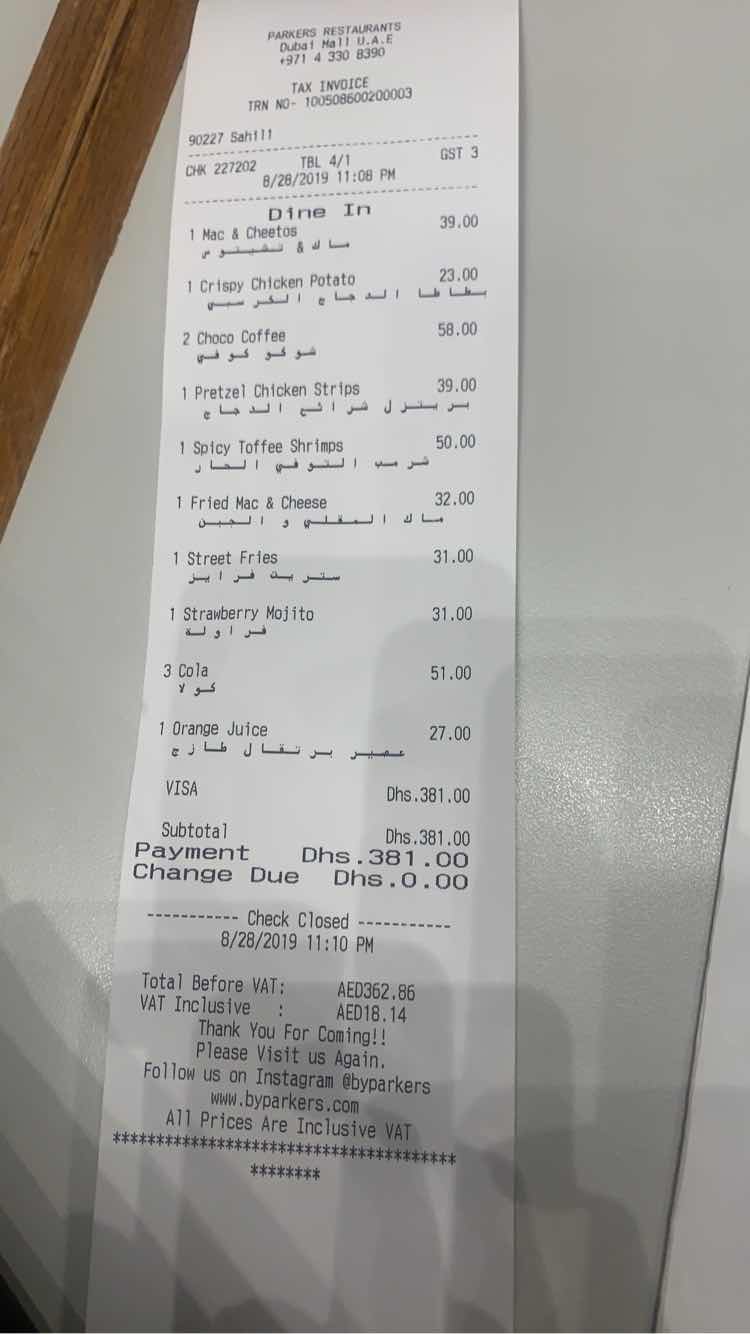 PARKERS RESTAURANTS
Dubai Mall U.A.E
+971 4 330 8390
TAX INVOICE
TRN NO- 100508600200003
90227 Sahill
CHK 227202 TBL 4/1 GST 3
8/28/2019 11:08 PM
Dine In
1 Mac & Cheetos 39.00
ماك & تشيتوس
1 Crispy Chicken Potato 23.00
بطاطا الدجاج الكرسبي
2 Choco Coffee 58.00
شوكو كوفي
1 Pretzel Chicken Strips 39.00
بريتزل شرائح الدجاج
1 Spicy Toffee Shrimps 50.00
شرمب التوفي الحار
1 Fried Mac & Cheese 32.00
ماك المقلي و الجبن
1 Street Fries 31.00
ستريت فرايز
1 Strawberry Mojito 31.00
فراولة
3 Cola 51.00
كولا
1 Orange Juice 27.00
عصير برتقال طازج
VISA Dhs.381.00
Subtotal Dhs.381.00
Payment Dhs.381.00
Change Due Dhs.0.00
----------- Check Closed -----------
8/28/2019 11:10 PM
Total Before VAT: AED362.86
VAT Inclusive : AED18.14
Thank You For Coming!!
Please Visit us Again.
Follow us on Instagram @byparkers
www.byparkers.com
All Prices Are Inclusive VAT
****************************************
********